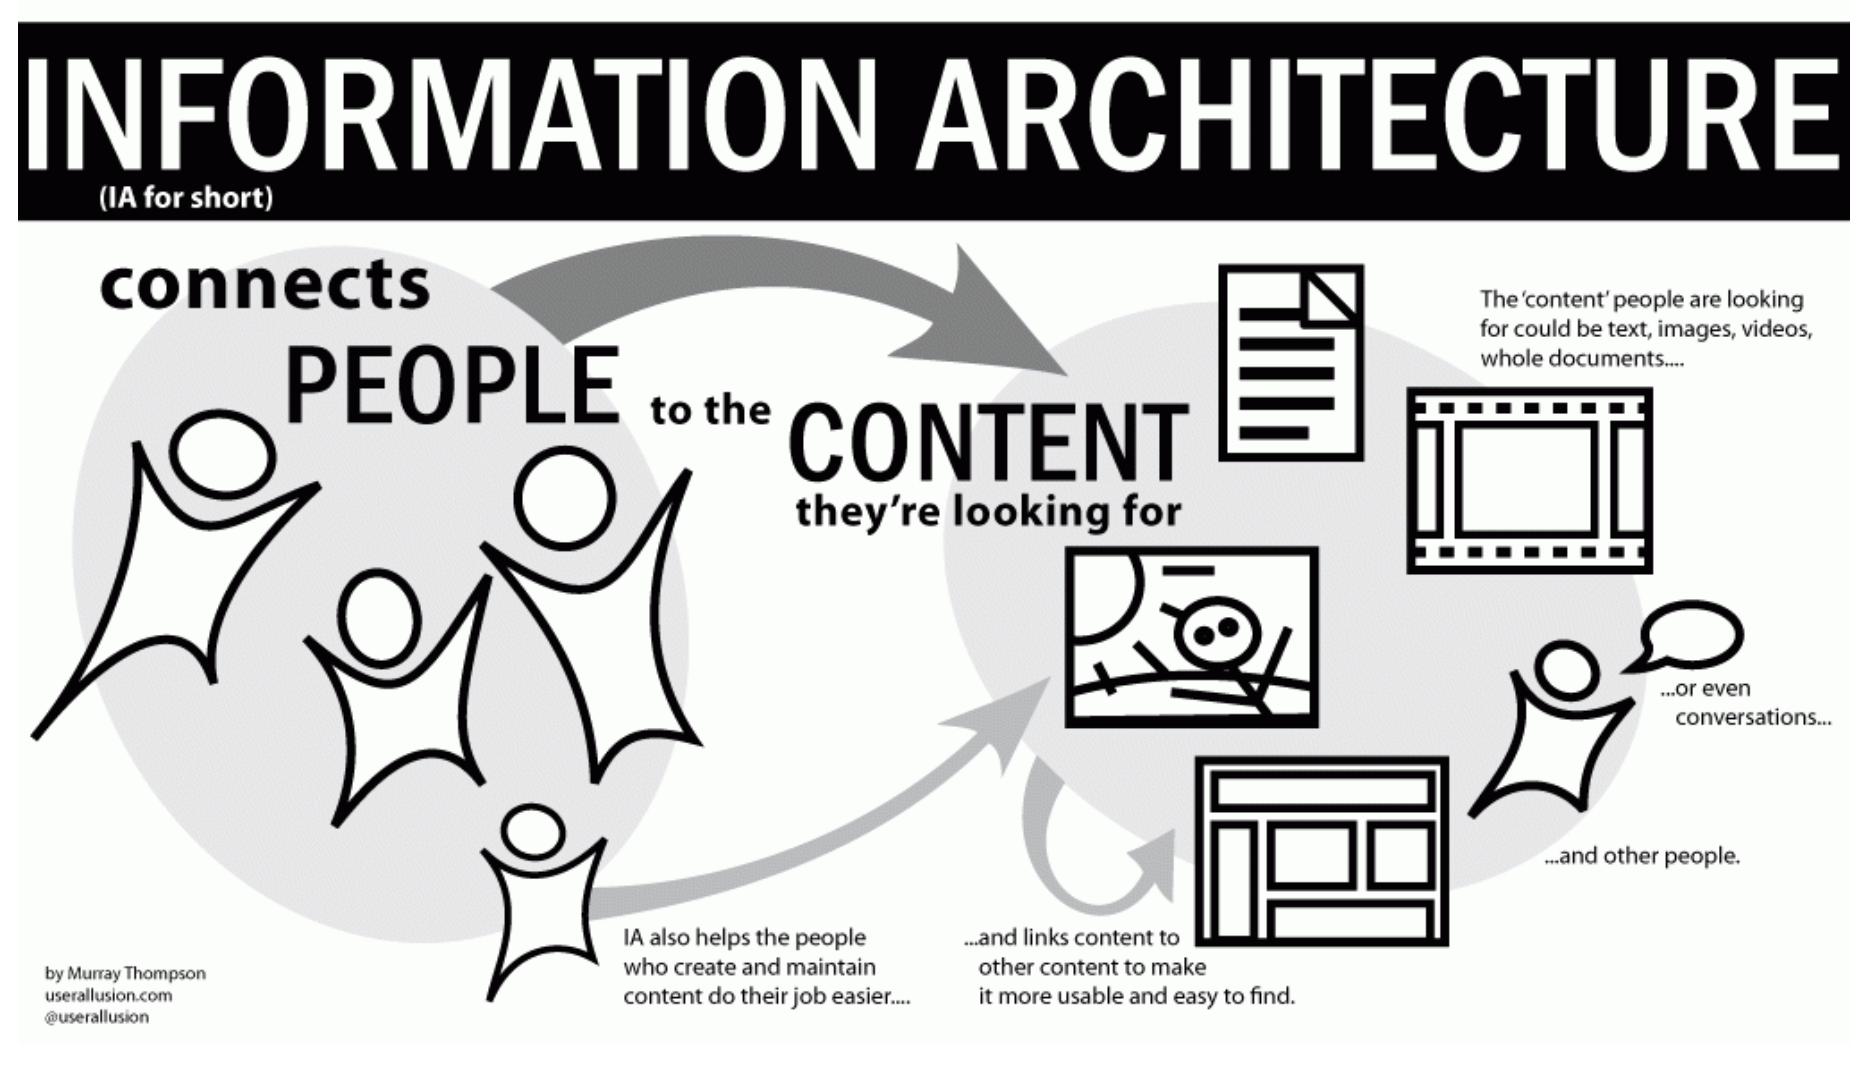 INFORMATION ARCHITECTURE
(IA for short)
connects
PEOPLE
to the
CONTENT
they're looking for
The 'content' people are looking
for could be text, images, videos,
whole documents....
...or even
conversations...
...and other people.
IA also helps the people
who create and maintain
content do their job easier....
...and links content to
other content to make
it more usable and easy to find.
by Murray Thompson
userallusion.com
@userallusion